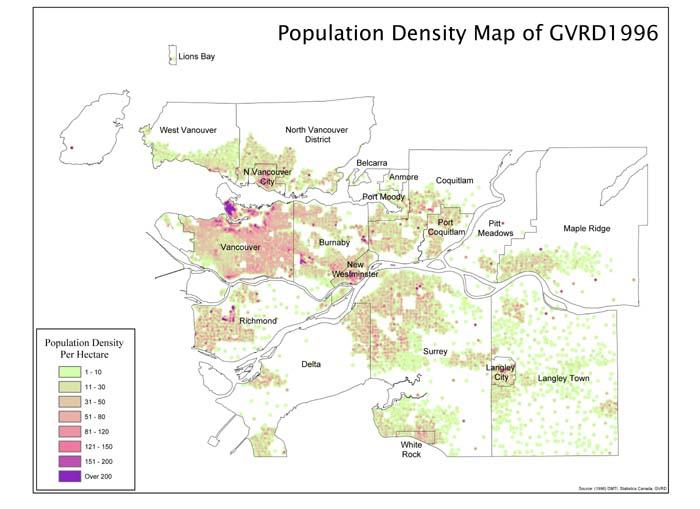 Population Density Map of GVRD1996
Lions Bay
West Vanouver
North Vancouver
District
Belcarra
N.Vancouver
City
Anmore
Coquitlam
Port Moody
Port
Coquitlam
Pitt
Meadows
Maple Ridge
Vancouver
Burnaby
New
Westminster
Richmond
Delta
Surrey
Langley
City
Langley Town
White
Rock
Population Density
Per Hectare
1 - 10
11 - 30
31 - 50
51 - 80
81 - 120
121 - 150
151 - 200
Over 200
Source: (1996) DMTI, Statistics Canada, GVRD